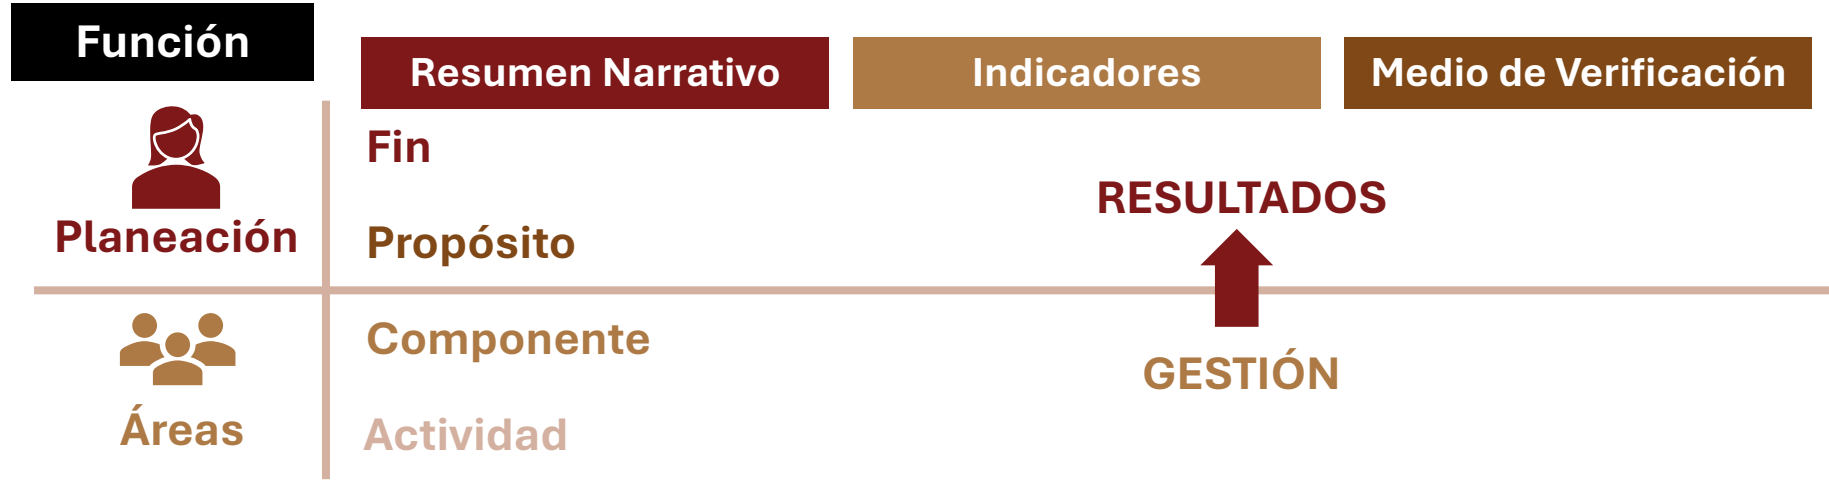 Función
Resumen Narrativo
Indicadores
Medio de Verificación
Planeación
Fin
Propósito
RESULTADOS
Áreas
Componente
Actividad
GESTIÓN